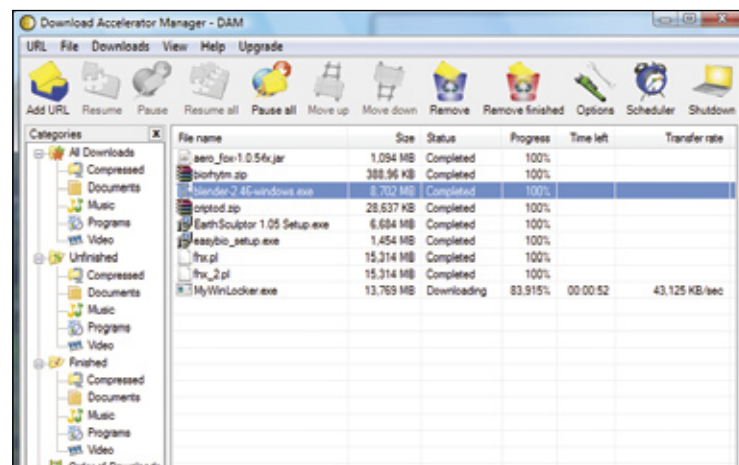 Download Accelerator Manager - DAM
URL File Downloads View Help Upgrade
Add URL Resume Pause Resume all Pause all Move up Move down Remove Remove finished Options Scheduler Shutdown
Categories x
File name Size Status Progress Time left Transfer rate
All Downloads
Compressed
Documents
Music
Programs
Video
Unfinished
Compressed
Documents
Music
Programs
Video
Finished
Compressed
Documents
Music
Programs
Video
aero_fox-1.0.5fx.jar 1,094 MB Completed 100%
biorhytm.zip 388,96 KB Completed 100%
blender-2.46-windows.exe 8,702 MB Completed 100%
criptod.zip 28,637 KB Completed 100%
EarthSculptor 1.05 Setup.exe 6,684 MB Completed 100%
easybio_setup.exe 1,454 MB Completed 100%
fhx.pl 15,314 MB Completed 100%
fhx_2.pl 15,314 MB Completed 100%
MyWinLocker.exe 13,769 MB Downloading 83,915% 00:00:52 43,125 KB/sec